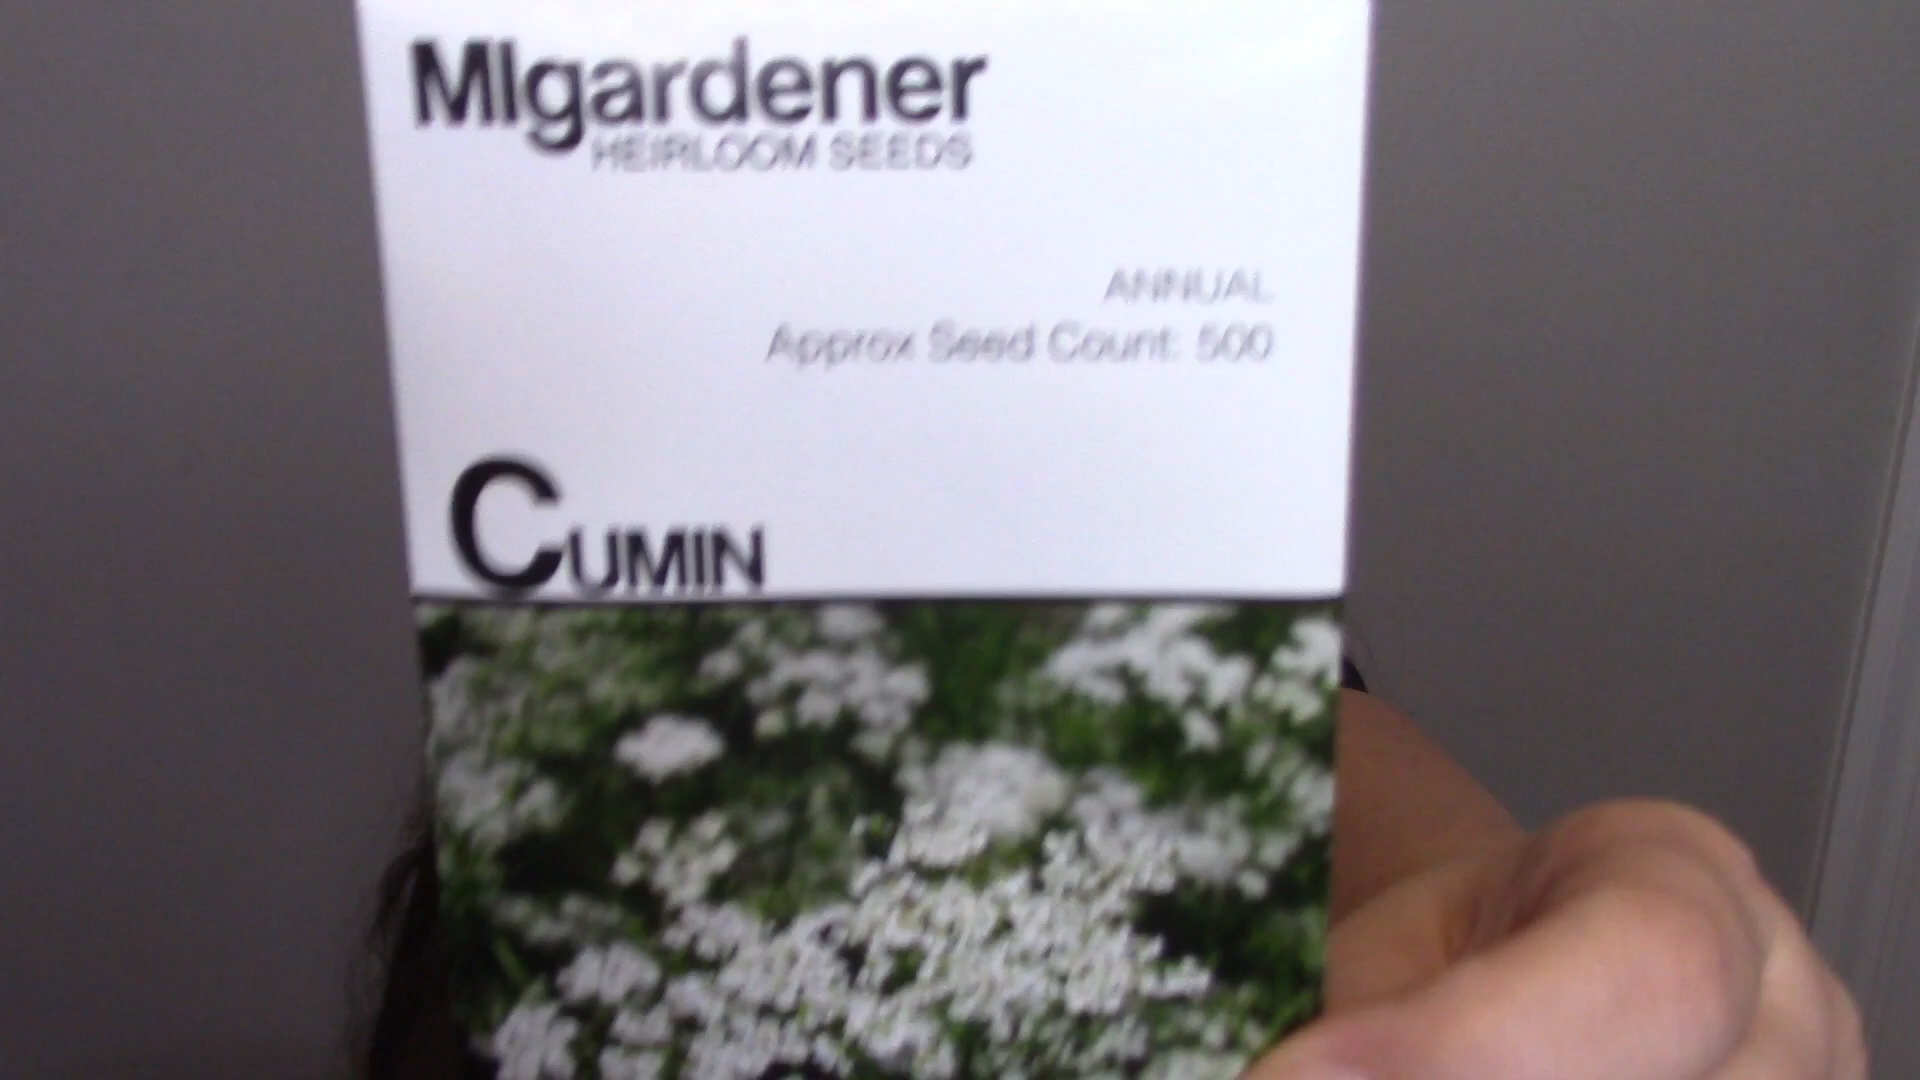 MIgardener
HEIRLOOM SEEDS
ANNUAL
Approx Seed Count: 500
CUMIN